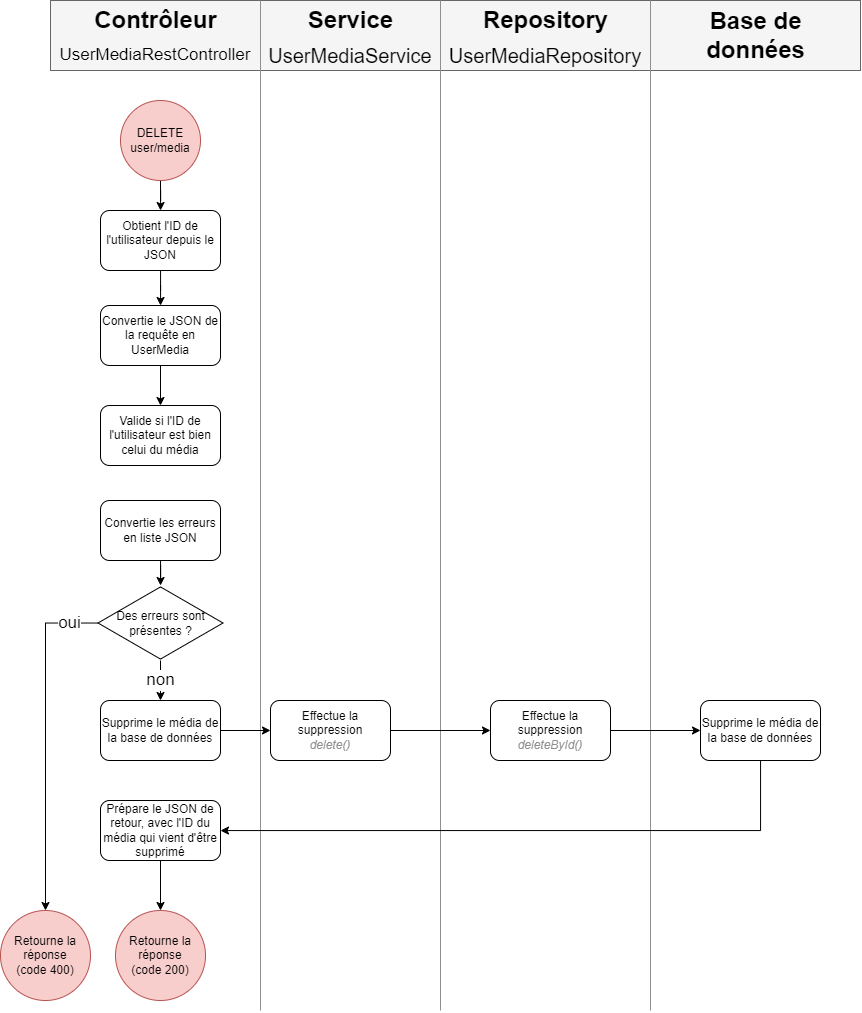 Contrôleur
UserMediaRestController
Service
UserMediaService
Repository
UserMediaRepository
Base de
données
DELETE
user/media
Obtient l'ID de
l'utilisateur depuis le
JSON
Convertie le JSON de
la requête en
UserMedia
Valide si l'ID de
l'utilisateur est bien
celui du média
Convertie les erreurs
en liste JSON
Des erreurs sont
présentes ?
oui
non
Supprime le média de
la base de données
Effectue la
suppression
delete()
Effectue la
suppression
deleteById()
Supprime le média de
la base de données
Prépare le JSON de
retour, avec l'ID du
média qui vient d'être
supprimé
Retourne la
réponse
(code 400)
Retourne la
réponse
(code 200)